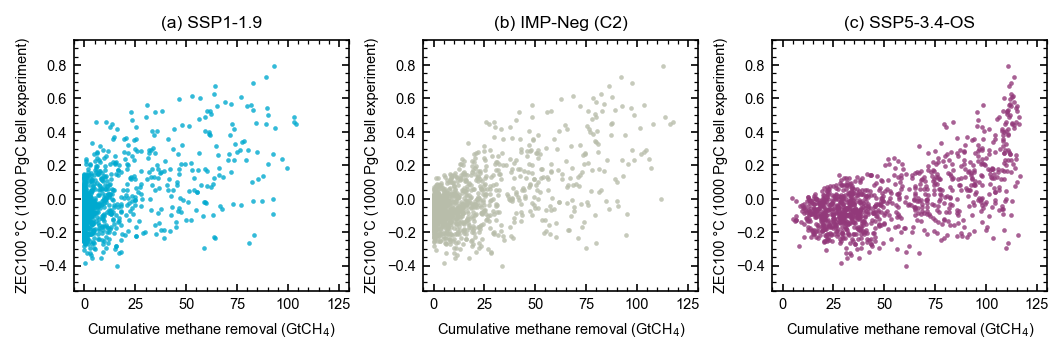 (a) SSP1-1.9
(b) IMP-Neg (C2)
(c) SSP5-3.4-OS
ZEC100 °C (1000 PgC bell experiment)
0.8
0.6
0.4
0.2
0.0
−0.2
−0.4
0 25 50 75 100 125
Cumulative methane removal (GtCH₄)
ZEC100 °C (1000 PgC bell experiment)
0.8
0.6
0.4
0.2
0.0
−0.2
−0.4
0 25 50 75 100 125
Cumulative methane removal (GtCH₄)
ZEC100 °C (1000 PgC bell experiment)
0.8
0.6
0.4
0.2
0.0
−0.2
−0.4
0 25 50 75 100 125
Cumulative methane removal (GtCH₄)